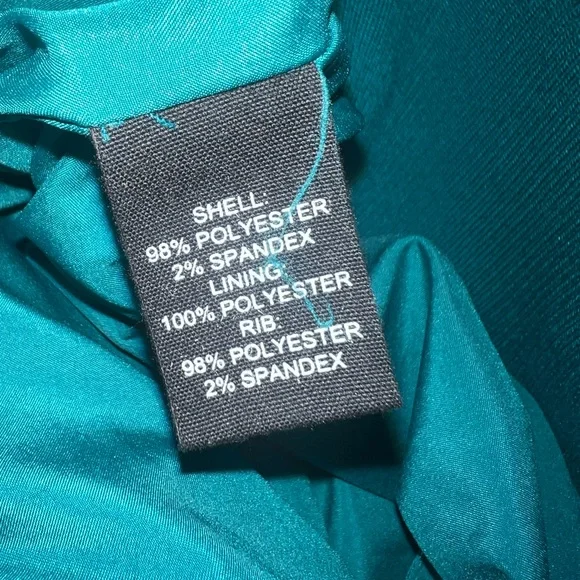 SHELL:
98% POLYESTER
2% SPANDEX
LINING:
100% POLYESTER
RIB:
98% POLYESTER
2% SPANDEX